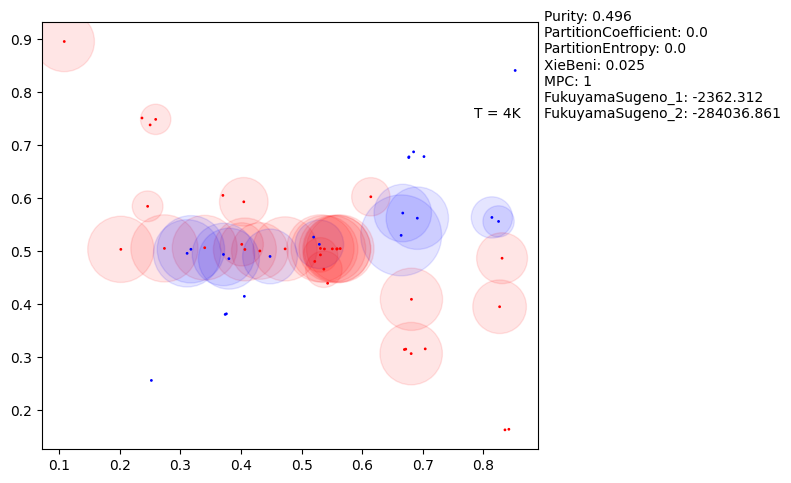 Purity: 0.496
PartitionCoefficient: 0.0
PartitionEntropy: 0.0
XieBeni: 0.025
MPC: 1
FukuyamaSugeno_1: -2362.312
FukuyamaSugeno_2: -284036.861
T = 4K
0.9
0.8
0.7
0.6
0.5
0.4
0.3
0.2
0.1 0.2 0.3 0.4 0.5 0.6 0.7 0.8